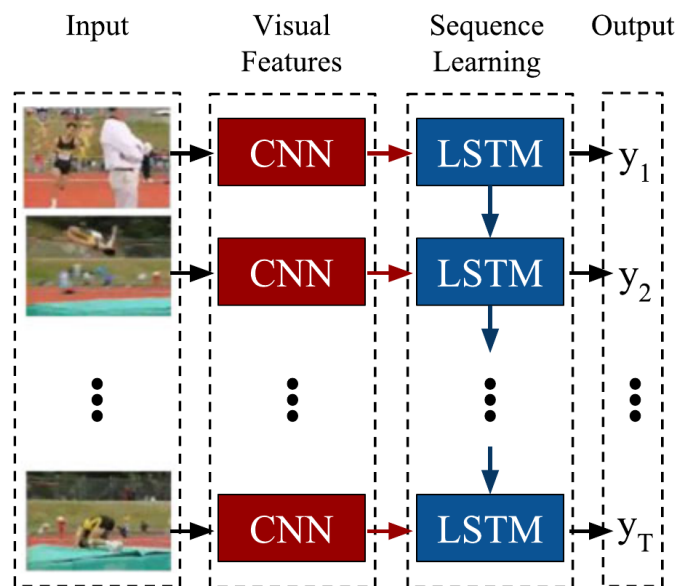 Input
Visual
Features
Sequence
Learning
Output
CNN
LSTM
y1
CNN
LSTM
y2
CNN
LSTM
yT